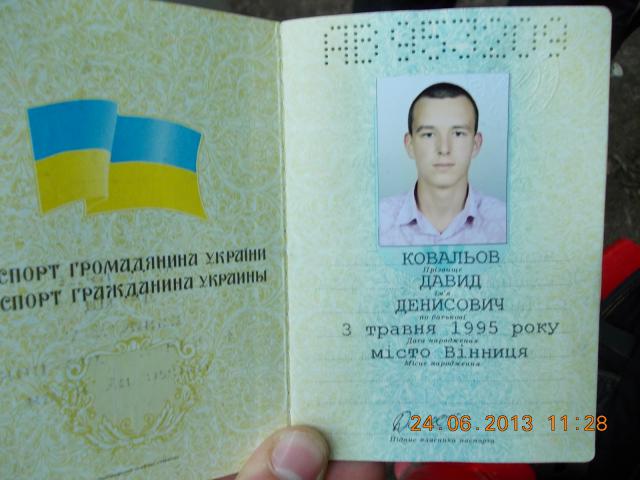 СПОРТ ГРОМАДЯНИНА УКРАЇНИ
СПОРТ ГРАЖДАНИНА УКРАИНЫ
АВ 953209
КОВАЛЬОВ
Прізвище
ДАВИД
Ім'я
ДЕНИСОВИЧ
по батькові
3 травня 1995 року
Дата народження
місто Вінниця
Місце народження
24.06.2013 11:28
Підпис власника паспорта